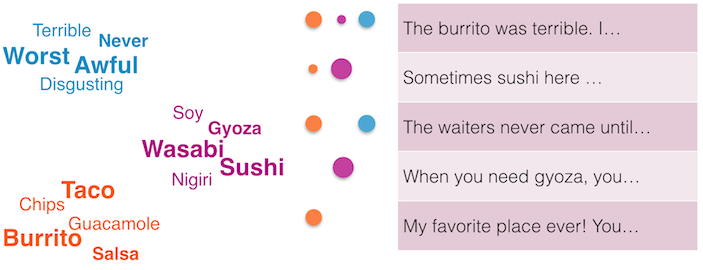 Terrible
Never
Worst
Awful
Disgusting
Soy
Gyoza
Wasabi
Sushi
Nigiri
Taco
Chips
Guacamole
Burrito
Salsa
The burrito was terrible. I…
Sometimes sushi here …
The waiters never came until…
When you need gyoza, you…
My favorite place ever! You…